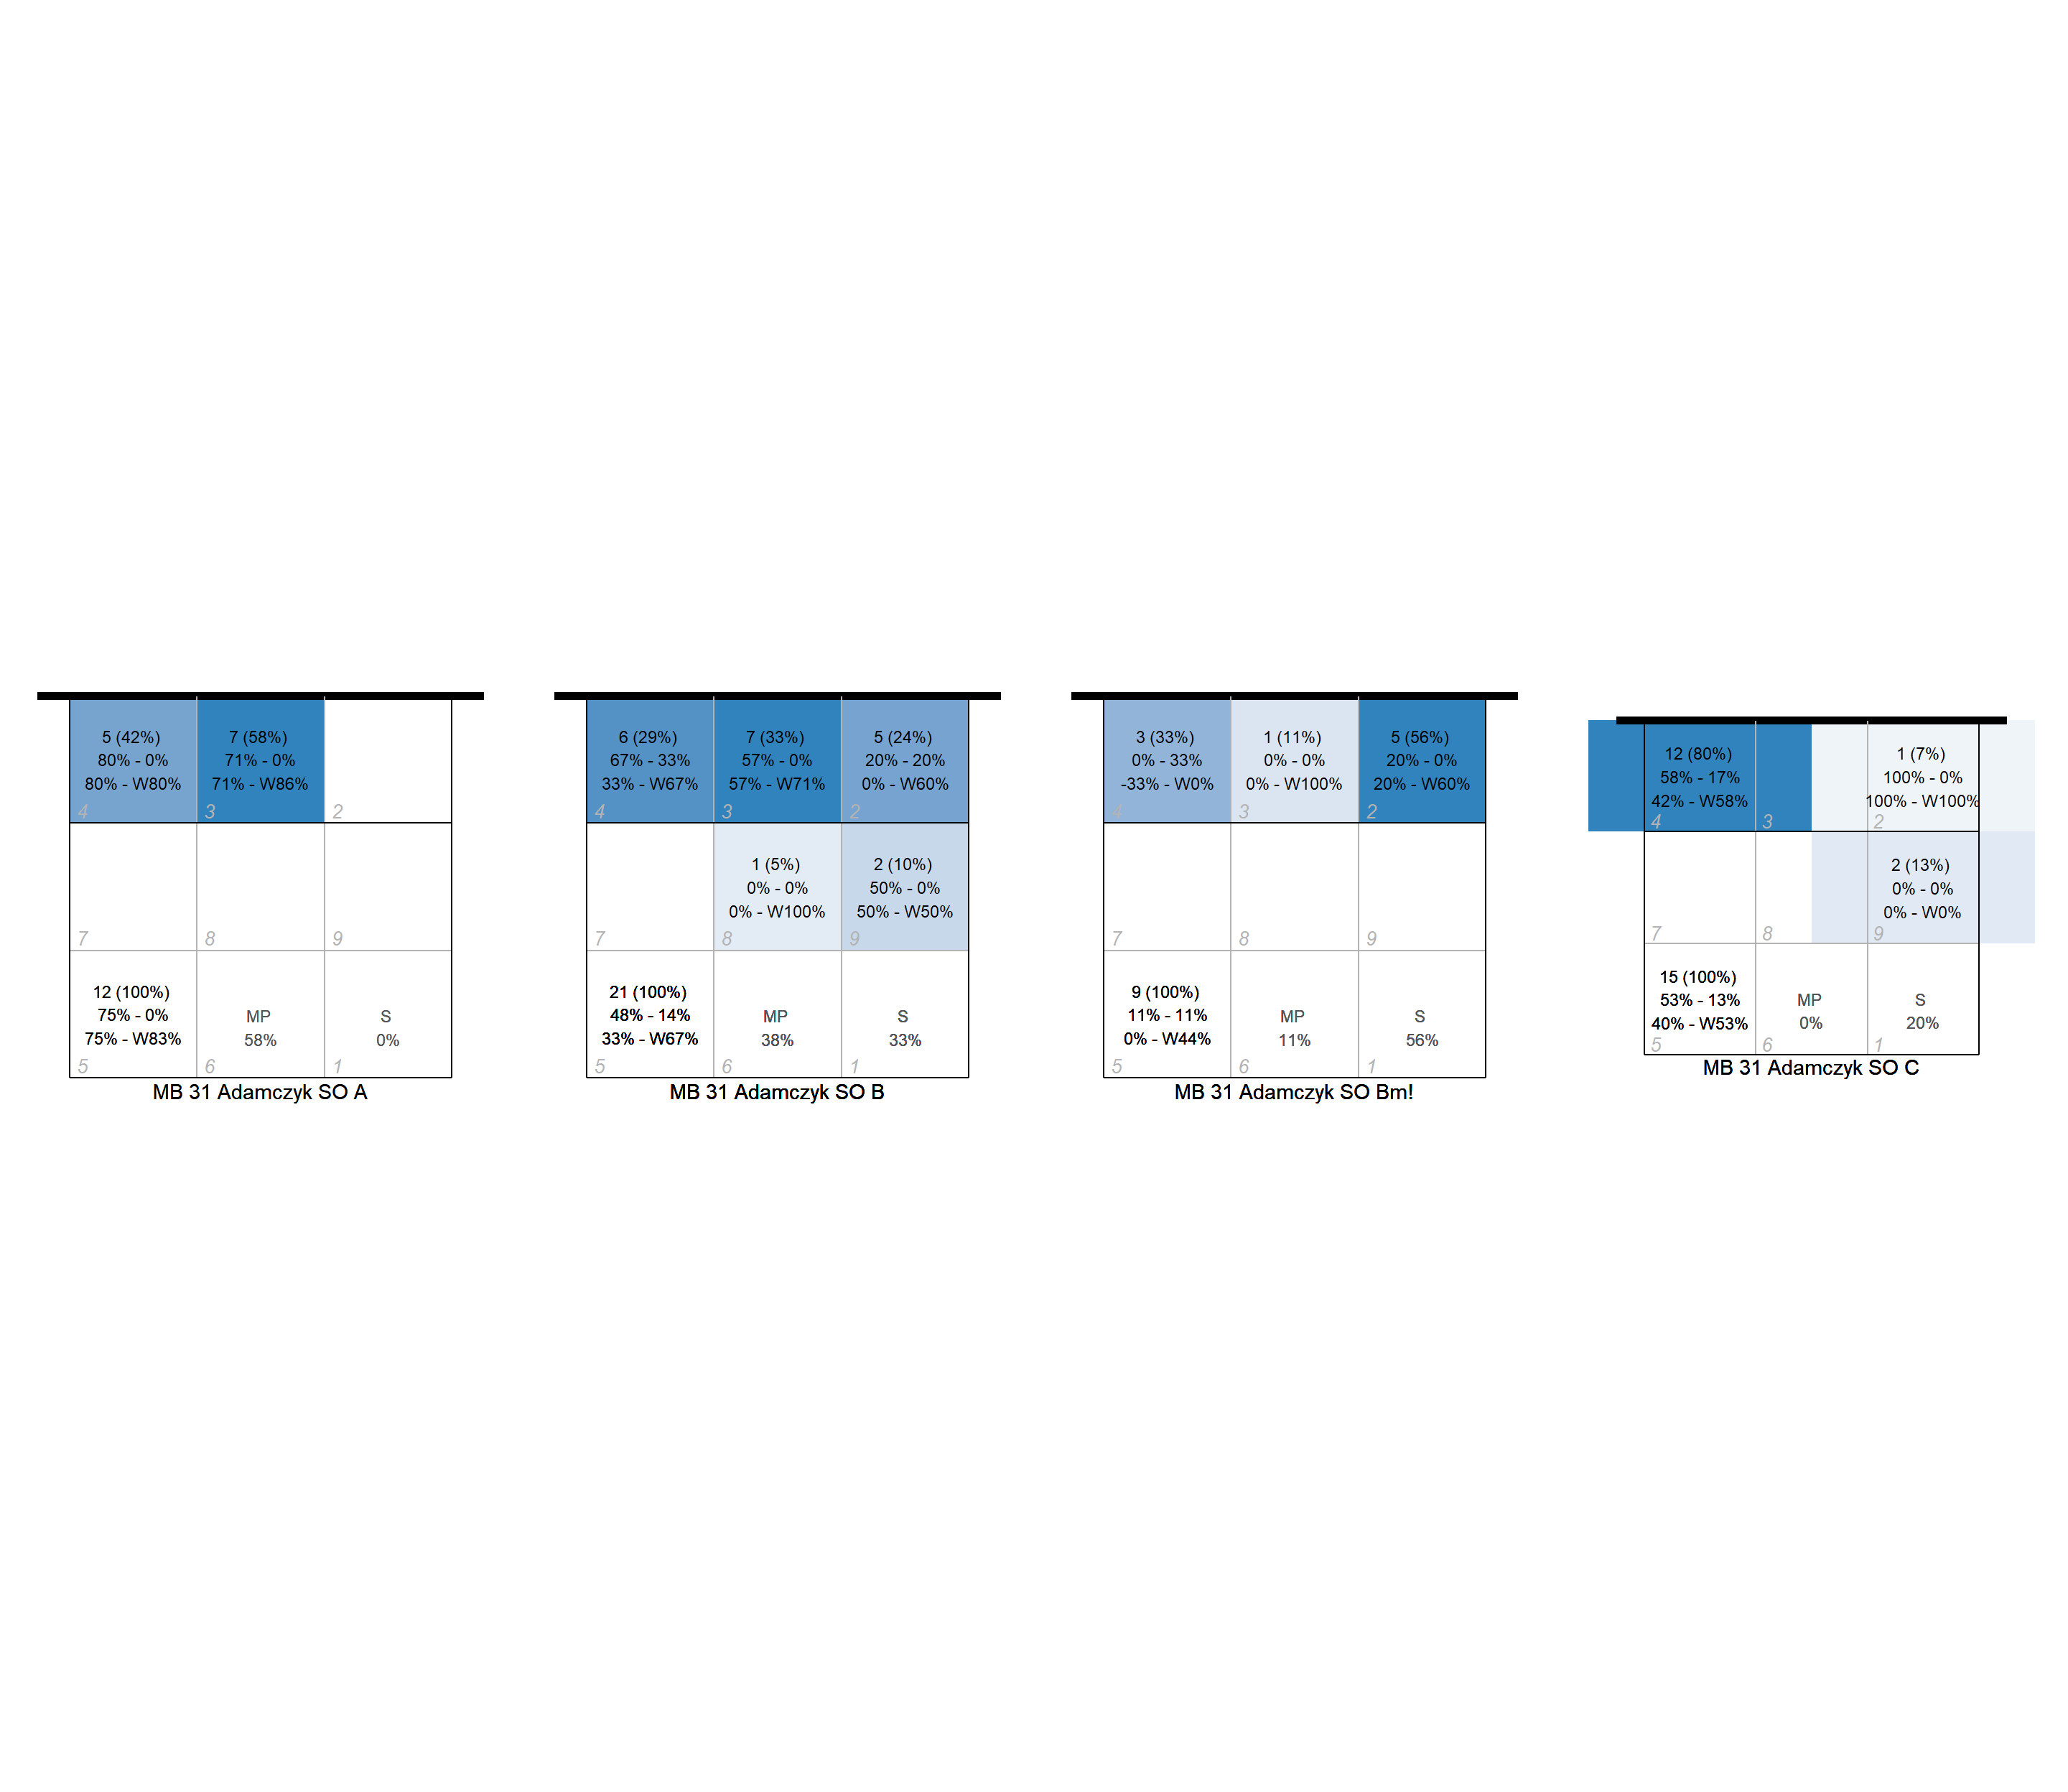 5 (42%)
80% - 0%
80% - W80%
4
7 (58%)
71% - 0%
71% - W86%
3
2
7
8
9
12 (100%)
75% - 0%
75% - W83%
5
MP
58%
6
S
0%
1
MB 31 Adamczyk SO A
6 (29%)
67% - 33%
33% - W67%
4
7 (33%)
57% - 0%
57% - W71%
3
5 (24%)
20% - 20%
0% - W60%
2
7
1 (5%)
0% - 0%
0% - W100%
8
2 (10%)
50% - 0%
50% - W50%
9
21 (100%)
48% - 14%
33% - W67%
5
MP
38%
6
S
33%
1
MB 31 Adamczyk SO B
3 (33%)
0% - 33%
-33% - W0%
4
1 (11%)
0% - 0%
0% - W100%
3
5 (56%)
20% - 0%
20% - W60%
2
7
8
9
9 (100%)
11% - 11%
0% - W44%
5
MP
11%
6
S
56%
1
MB 31 Adamczyk SO Bm!
12 (80%)
58% - 17%
42% - W58%
4
3
1 (7%)
100% - 0%
100% - W100%
2
7
8
2 (13%)
0% - 0%
0% - W0%
9
15 (100%)
53% - 13%
40% - W53%
5
MP
0%
6
S
20%
1
MB 31 Adamczyk SO C